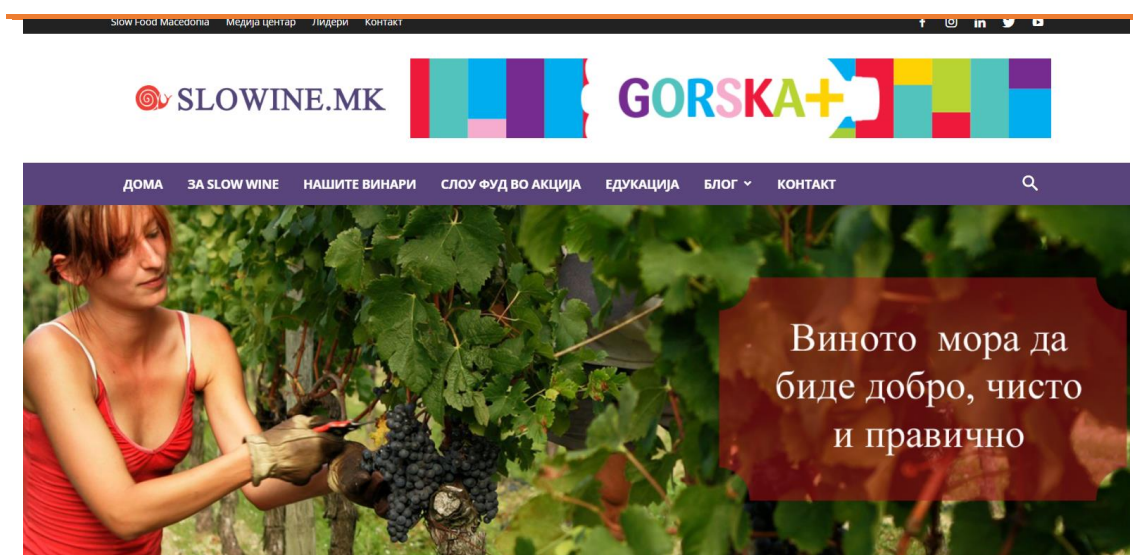 Slow Food Macedonia Медија центар Лидери Контакт
SLOWINE.MK
GORSKA+
ДОМА ЗА SLOW WINE НАШИТЕ ВИНАРИ СЛОУ ФУД ВО АКЦИЈА ЕДУКАЦИЈА БЛОГ КОНТАКТ
Виното мора да
биде добро, чисто
и правично